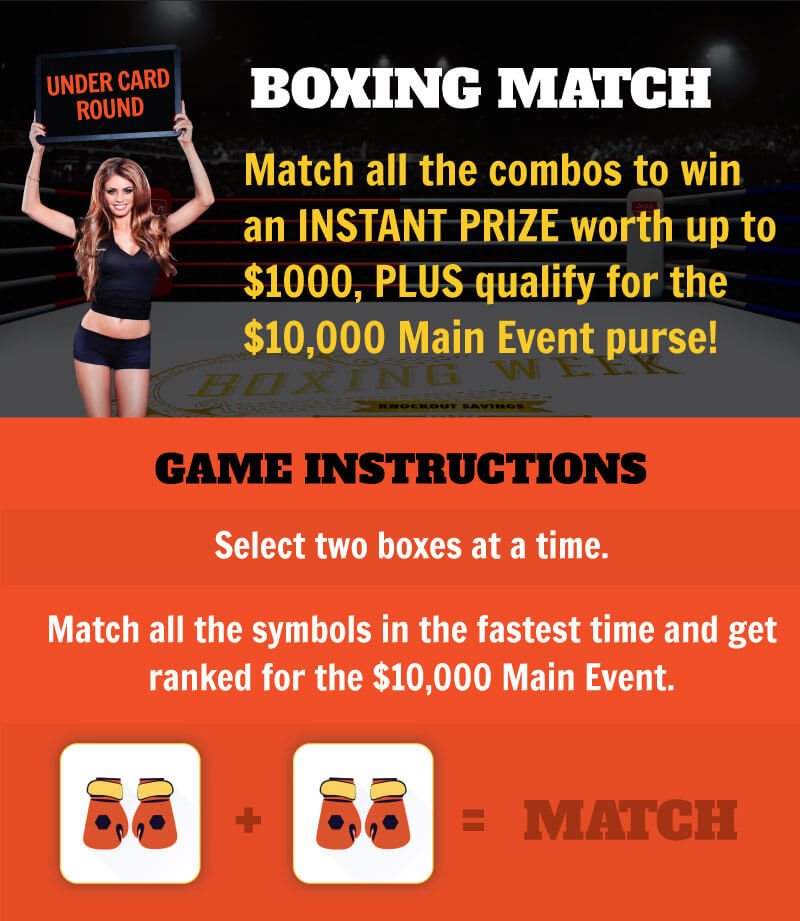 UNDER CARD
ROUND
BOXING MATCH
Match all the combos to win
an INSTANT PRIZE worth up to
$1000, PLUS qualify for the
$10,000 Main Event purse!
BOXING WEEK
KNOCKOUT SAVINGS
GAME INSTRUCTIONS
Select two boxes at a time.
Match all the symbols in the fastest time and get
ranked for the $10,000 Main Event.
+ = MATCH